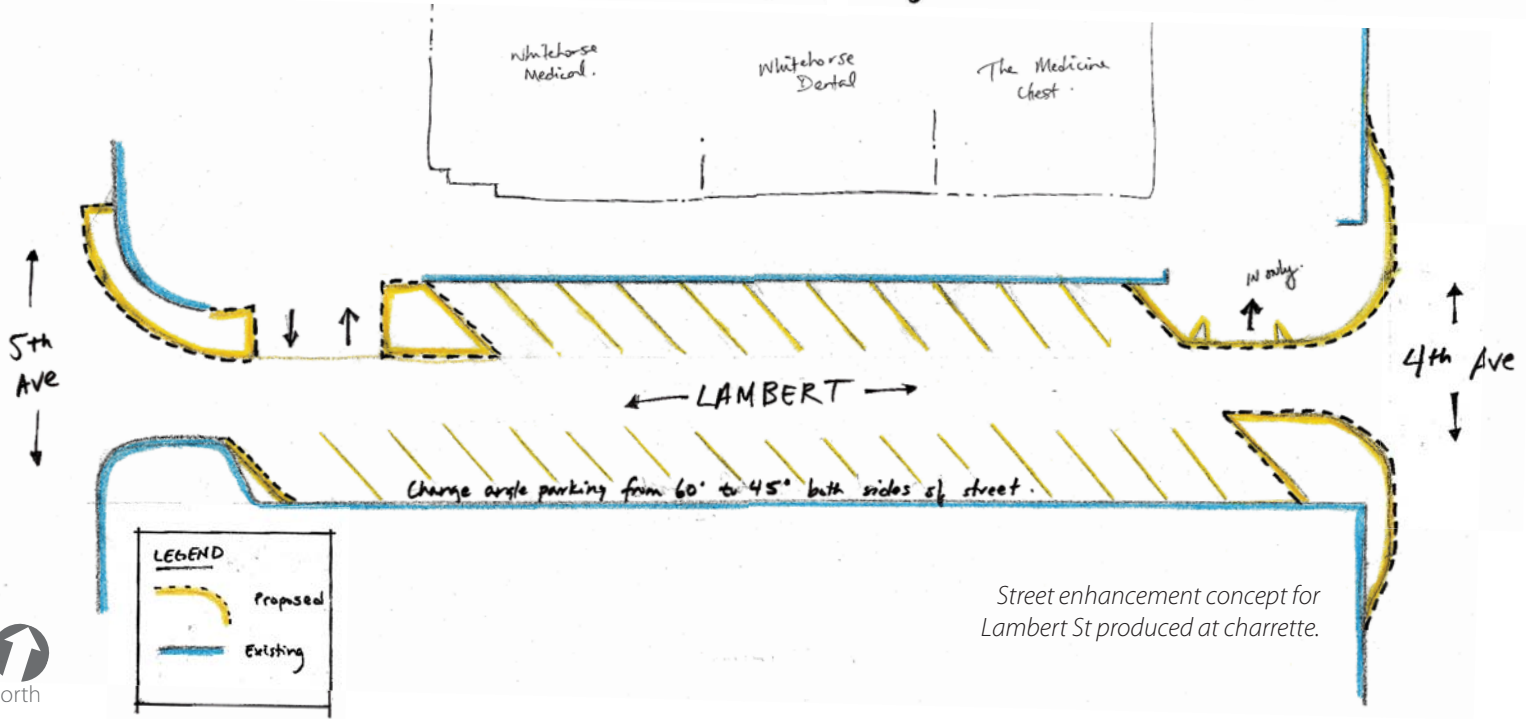 Whitehorse
Medical.
Whitehorse
Dental
The Medicine
Chest.
IN only.
5th
Ave
4th Ave
LAMBERT
Change angle parking from 60° to 45° both sides of street.
LEGEND
Proposed
Existing
Street enhancement concept for
Lambert St produced at charrette.
orth